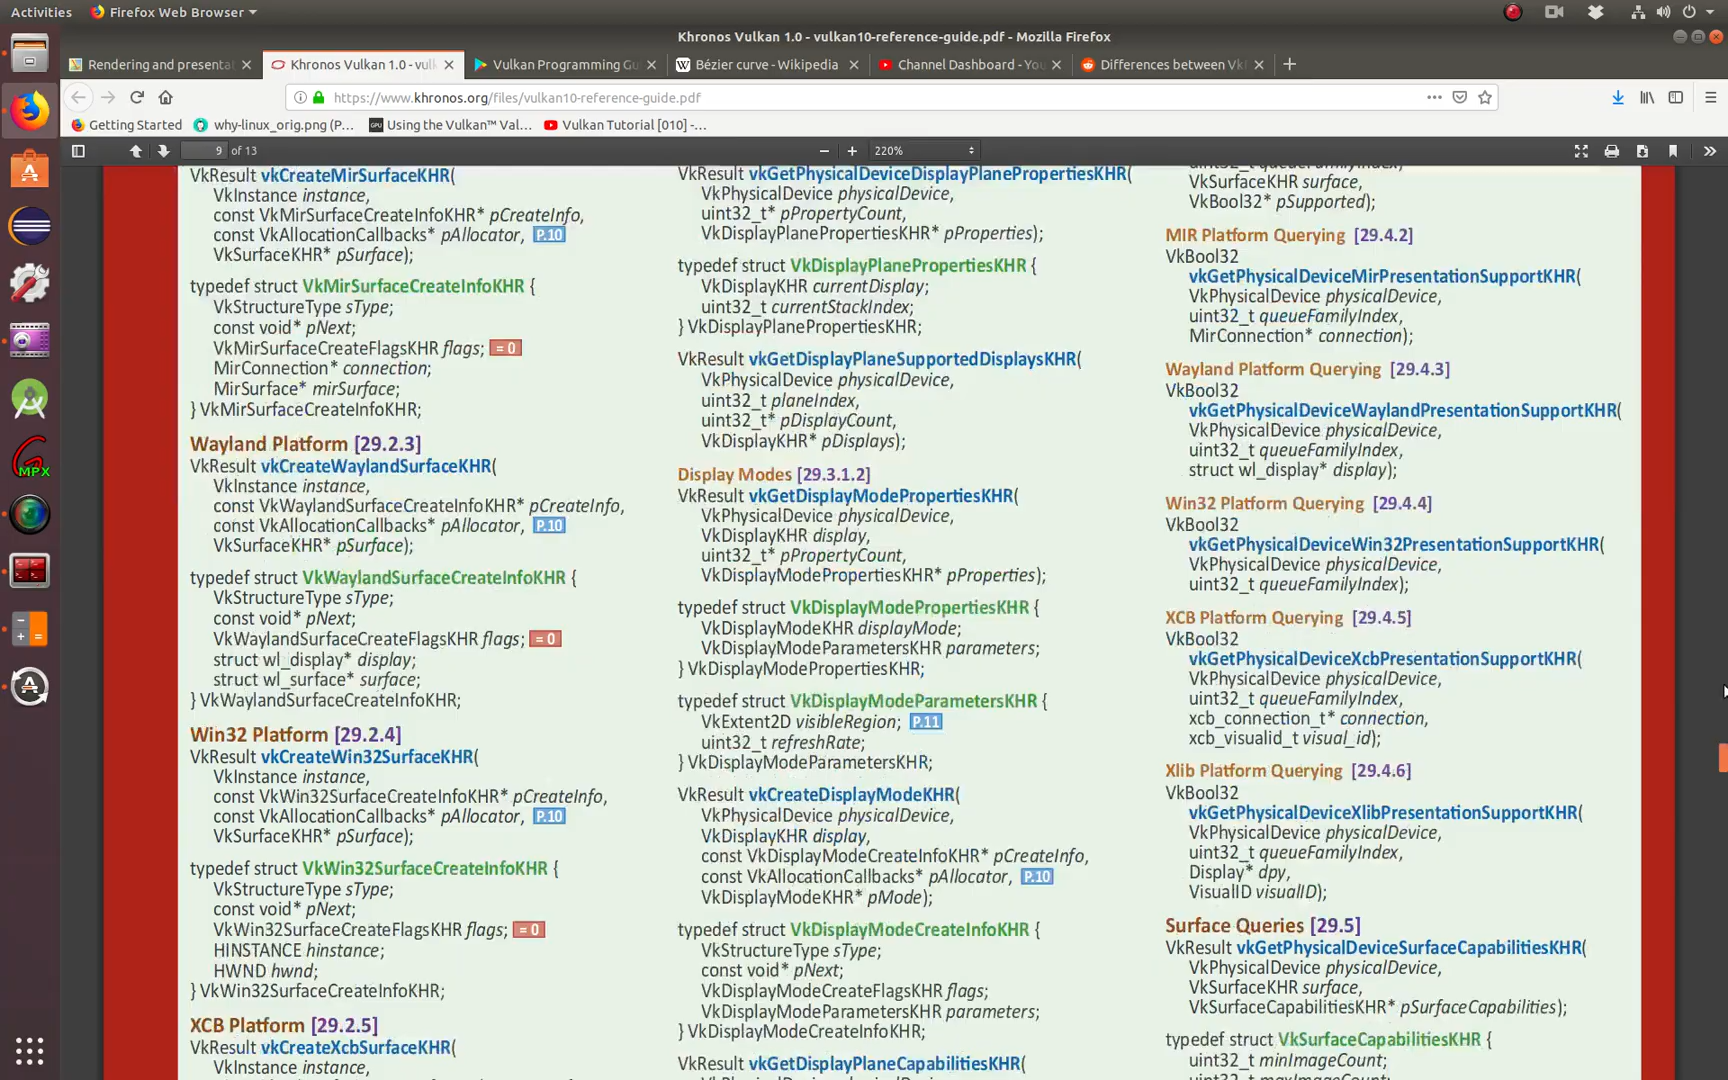 Activities
Firefox Web Browser
Khronos Vulkan 1.0 - vulkan10-reference-guide.pdf - Mozilla Firefox
Rendering and presenta
Khronos Vulkan 1.0 - vulk
Vulkan Programming Gu
Bézier curve - Wikipedia
Channel Dashboard - You
Differences between Vk
https://www.khronos.org/files/vulkan10-reference-guide.pdf
Getting Started
why-linux_orig.png (P...
Using the Vulkan™ Val...
Vulkan Tutorial [010] -...
9 of 13
220%
VkResult vkCreateMirSurfaceKHR(
VkInstance instance,
const VkMirSurfaceCreateInfoKHR* pCreateInfo,
const VkAllocationCallbacks* pAllocator, P.10
VkSurfaceKHR* pSurface);
typedef struct VkMirSurfaceCreateInfoKHR {
VkStructureType sType;
const void* pNext;
VkMirSurfaceCreateFlagsKHR flags; = 0
MirConnection* connection;
MirSurface* mirSurface;
} VkMirSurfaceCreateInfoKHR;
Wayland Platform [29.2.3]
VkResult vkCreateWaylandSurfaceKHR(
VkInstance instance,
const VkWaylandSurfaceCreateInfoKHR* pCreateInfo,
const VkAllocationCallbacks* pAllocator, P.10
VkSurfaceKHR* pSurface);
typedef struct VkWaylandSurfaceCreateInfoKHR {
VkStructureType sType;
const void* pNext;
VkWaylandSurfaceCreateFlagsKHR flags; = 0
struct wl_display* display;
struct wl_surface* surface;
} VkWaylandSurfaceCreateInfoKHR;
Win32 Platform [29.2.4]
VkResult vkCreateWin32SurfaceKHR(
VkInstance instance,
const VkWin32SurfaceCreateInfoKHR* pCreateInfo,
const VkAllocationCallbacks* pAllocator, P.10
VkSurfaceKHR* pSurface);
typedef struct VkWin32SurfaceCreateInfoKHR {
VkStructureType sType;
const void* pNext;
VkWin32SurfaceCreateFlagsKHR flags; = 0
HINSTANCE hinstance;
HWND hwnd;
} VkWin32SurfaceCreateInfoKHR;
XCB Platform [29.2.5]
VkResult vkCreateXcbSurfaceKHR(
VkInstance instance,
VkResult vkGetPhysicalDeviceDisplayPlanePropertiesKHR(
VkPhysicalDevice physicalDevice,
uint32_t* pPropertyCount,
VkDisplayPlanePropertiesKHR* pProperties);
typedef struct VkDisplayPlanePropertiesKHR {
VkDisplayKHR currentDisplay;
uint32_t currentStackIndex;
} VkDisplayPlanePropertiesKHR;
VkResult vkGetDisplayPlaneSupportedDisplaysKHR(
VkPhysicalDevice physicalDevice,
uint32_t planeIndex,
uint32_t* pDisplayCount,
VkDisplayKHR* pDisplays);
Display Modes [29.3.1.2]
VkResult vkGetDisplayModePropertiesKHR(
VkPhysicalDevice physicalDevice,
VkDisplayKHR display,
uint32_t* pPropertyCount,
VkDisplayModePropertiesKHR* pProperties);
typedef struct VkDisplayModePropertiesKHR {
VkDisplayModeKHR displayMode;
VkDisplayModeParametersKHR parameters;
} VkDisplayModePropertiesKHR;
typedef struct VkDisplayModeParametersKHR {
VkExtent2D visibleRegion; P.11
uint32_t refreshRate;
} VkDisplayModeParametersKHR;
VkResult vkCreateDisplayModeKHR(
VkPhysicalDevice physicalDevice,
VkDisplayKHR display,
const VkDisplayModeCreateInfoKHR* pCreateInfo,
const VkAllocationCallbacks* pAllocator, P.10
VkDisplayModeKHR* pMode);
typedef struct VkDisplayModeCreateInfoKHR {
VkStructureType sType;
const void* pNext;
VkDisplayModeCreateFlagsKHR flags;
VkDisplayModeParametersKHR parameters;
} VkDisplayModeCreateInfoKHR;
VkResult vkGetDisplayPlaneCapabilitiesKHR(
uint32_t queueFamilyIndex,
VkSurfaceKHR surface,
VkBool32* pSupported);
MIR Platform Querying [29.4.2]
VkBool32
vkGetPhysicalDeviceMirPresentationSupportKHR(
VkPhysicalDevice physicalDevice,
uint32_t queueFamilyIndex,
MirConnection* connection);
Wayland Platform Querying [29.4.3]
VkBool32
vkGetPhysicalDeviceWaylandPresentationSupportKHR(
VkPhysicalDevice physicalDevice,
uint32_t queueFamilyIndex,
struct wl_display* display);
Win32 Platform Querying [29.4.4]
VkBool32
vkGetPhysicalDeviceWin32PresentationSupportKHR(
VkPhysicalDevice physicalDevice,
uint32_t queueFamilyIndex);
XCB Platform Querying [29.4.5]
VkBool32
vkGetPhysicalDeviceXcbPresentationSupportKHR(
VkPhysicalDevice physicalDevice,
uint32_t queueFamilyIndex,
xcb_connection_t* connection,
xcb_visualid_t visual_id);
Xlib Platform Querying [29.4.6]
VkBool32
vkGetPhysicalDeviceXlibPresentationSupportKHR(
VkPhysicalDevice physicalDevice,
uint32_t queueFamilyIndex,
Display* dpy,
VisualID visualID);
Surface Queries [29.5]
VkResult vkGetPhysicalDeviceSurfaceCapabilitiesKHR(
VkPhysicalDevice physicalDevice,
VkSurfaceKHR surface,
VkSurfaceCapabilitiesKHR* pSurfaceCapabilities);
typedef struct VkSurfaceCapabilitiesKHR {
uint32_t minImageCount;
MPX